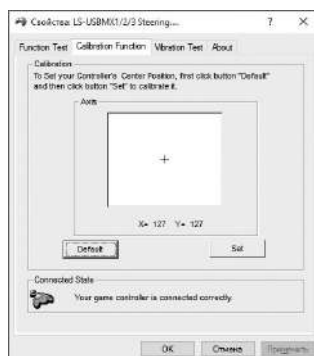 Свойства: LS-USBMX1/2/3 Steering....
Function Test Calibration Function Vibration Test About
Calibration
To Set your Controller's Center Position, first click button "Default"
and then click button "Set" to calibrate it.
Axis
X= 127 Y= 127
Default Set
Connected State
Your game controller is connected correctly.
OK Отмена Применить